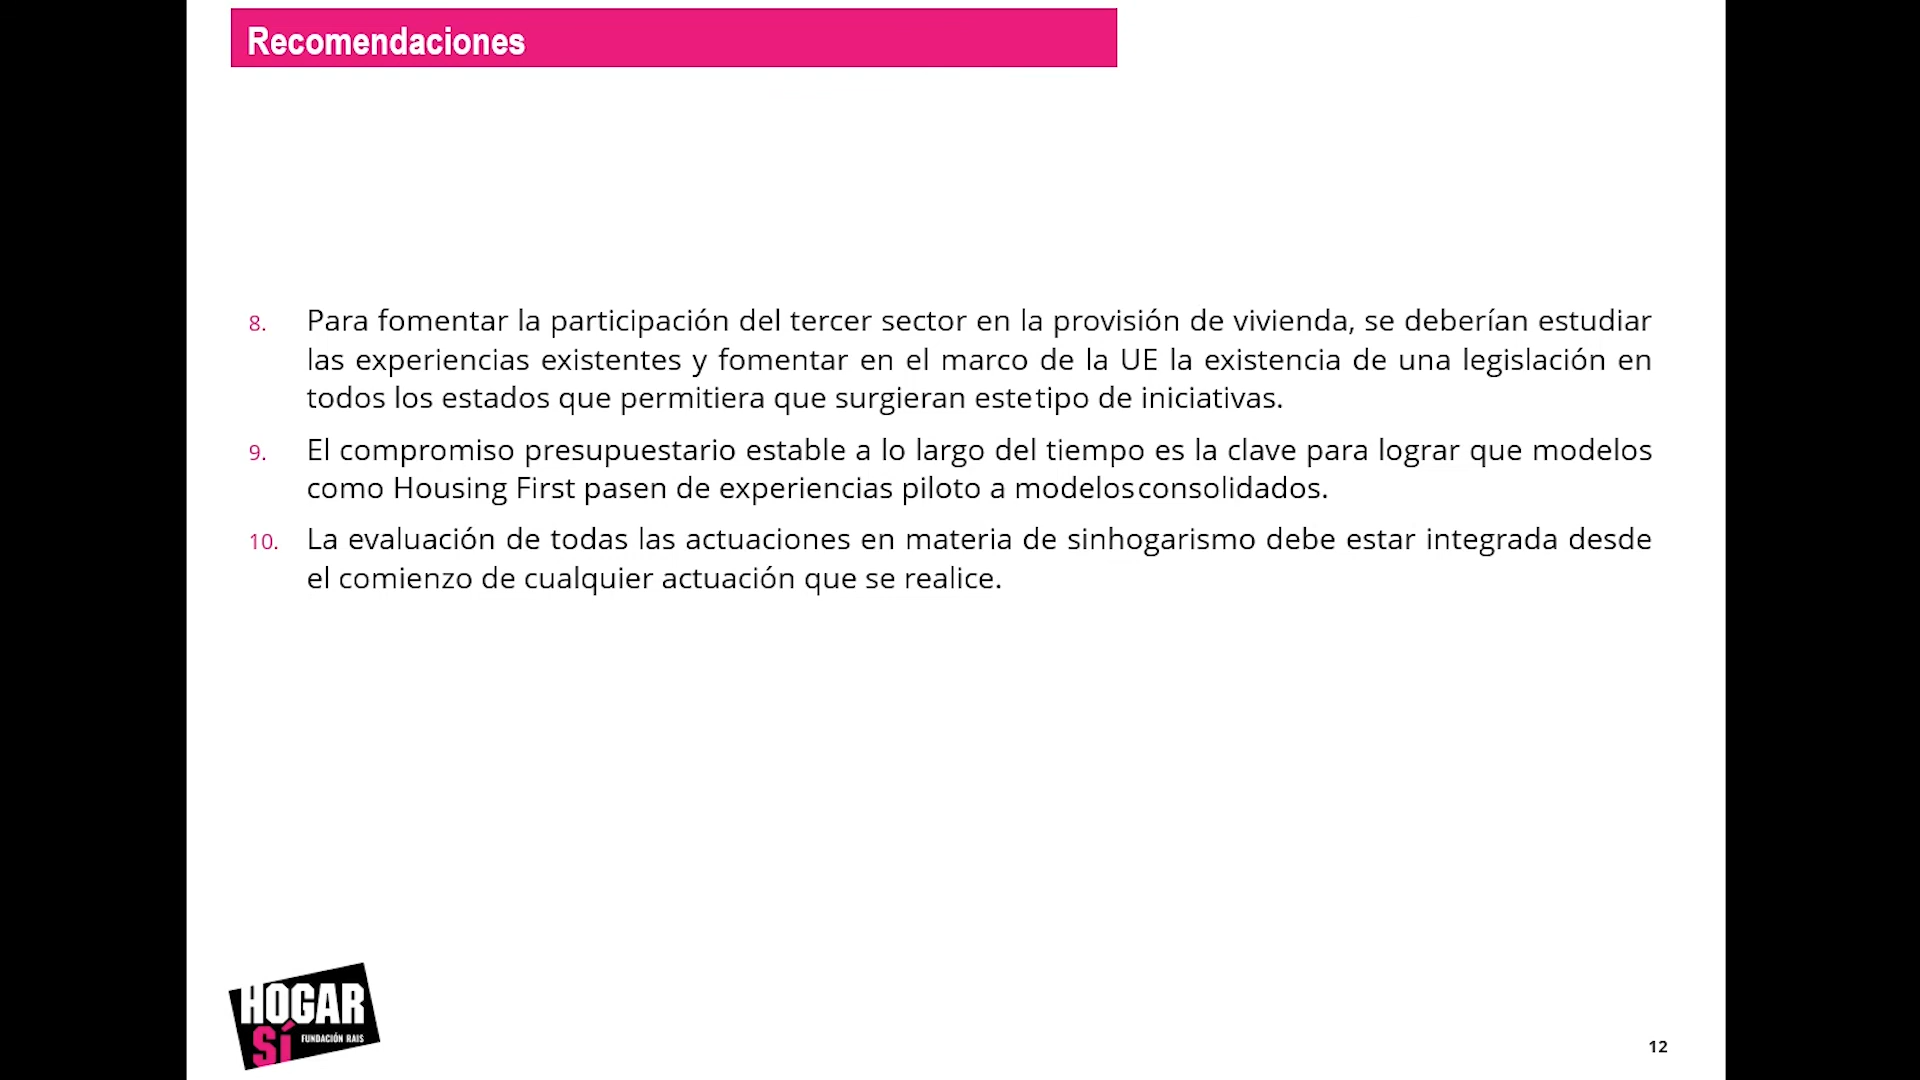 Recomendaciones
8. Para fomentar la participación del tercer sector en la provisión de vivienda, se deberían estudiar
las experiencias existentes y fomentar en el marco de la UE la existencia de una legislación en
todos los estados que permitiera que surgieran este tipo de iniciativas.
9. El compromiso presupuestario estable a lo largo del tiempo es la clave para lograr que modelos
como Housing First pasen de experiencias piloto a modelos consolidados.
10. La evaluación de todas las actuaciones en materia de sinhogarismo debe estar integrada desde
el comienzo de cualquier actuación que se realice.
HOGAR
SÍ FUNDACIÓN RAIS
12